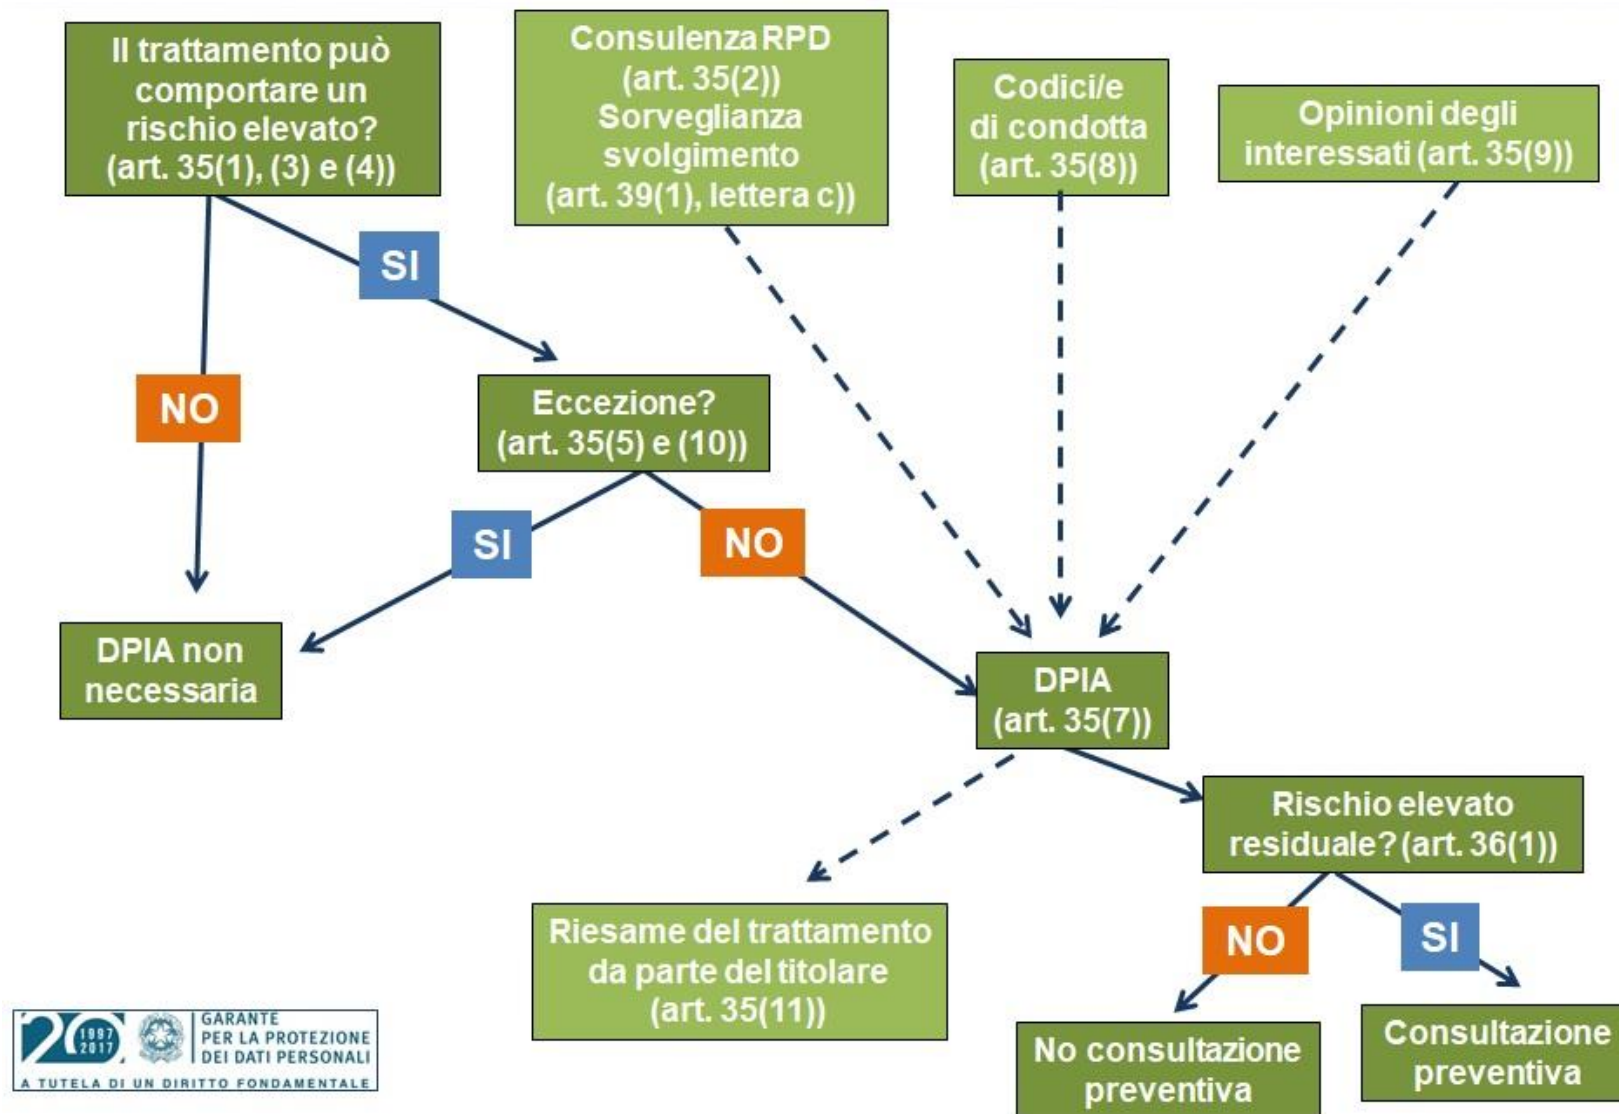 Il trattamento può
comportare un
rischio elevato?
(art. 35(1), (3) e (4))
Consulenza RPD
(art. 35(2))
Sorveglianza
svolgimento
(art. 39(1), lettera c))
Codici/e
di condotta
(art. 35(8))
Opinioni degli
interessati (art. 35(9))
SI
NO
Eccezione?
(art. 35(5) e (10))
SI
NO
DPIA non
necessaria
DPIA
(art. 35(7))
Rischio elevato
residuale? (art. 36(1))
Riesame del trattamento
da parte del titolare
(art. 35(11))
NO
SI
No consultazione
preventiva
Consultazione
preventiva
20
1997
2017
GARANTE
PER LA PROTEZIONE
DEI DATI PERSONALI
A TUTELA DI UN DIRITTO FONDAMENTALE